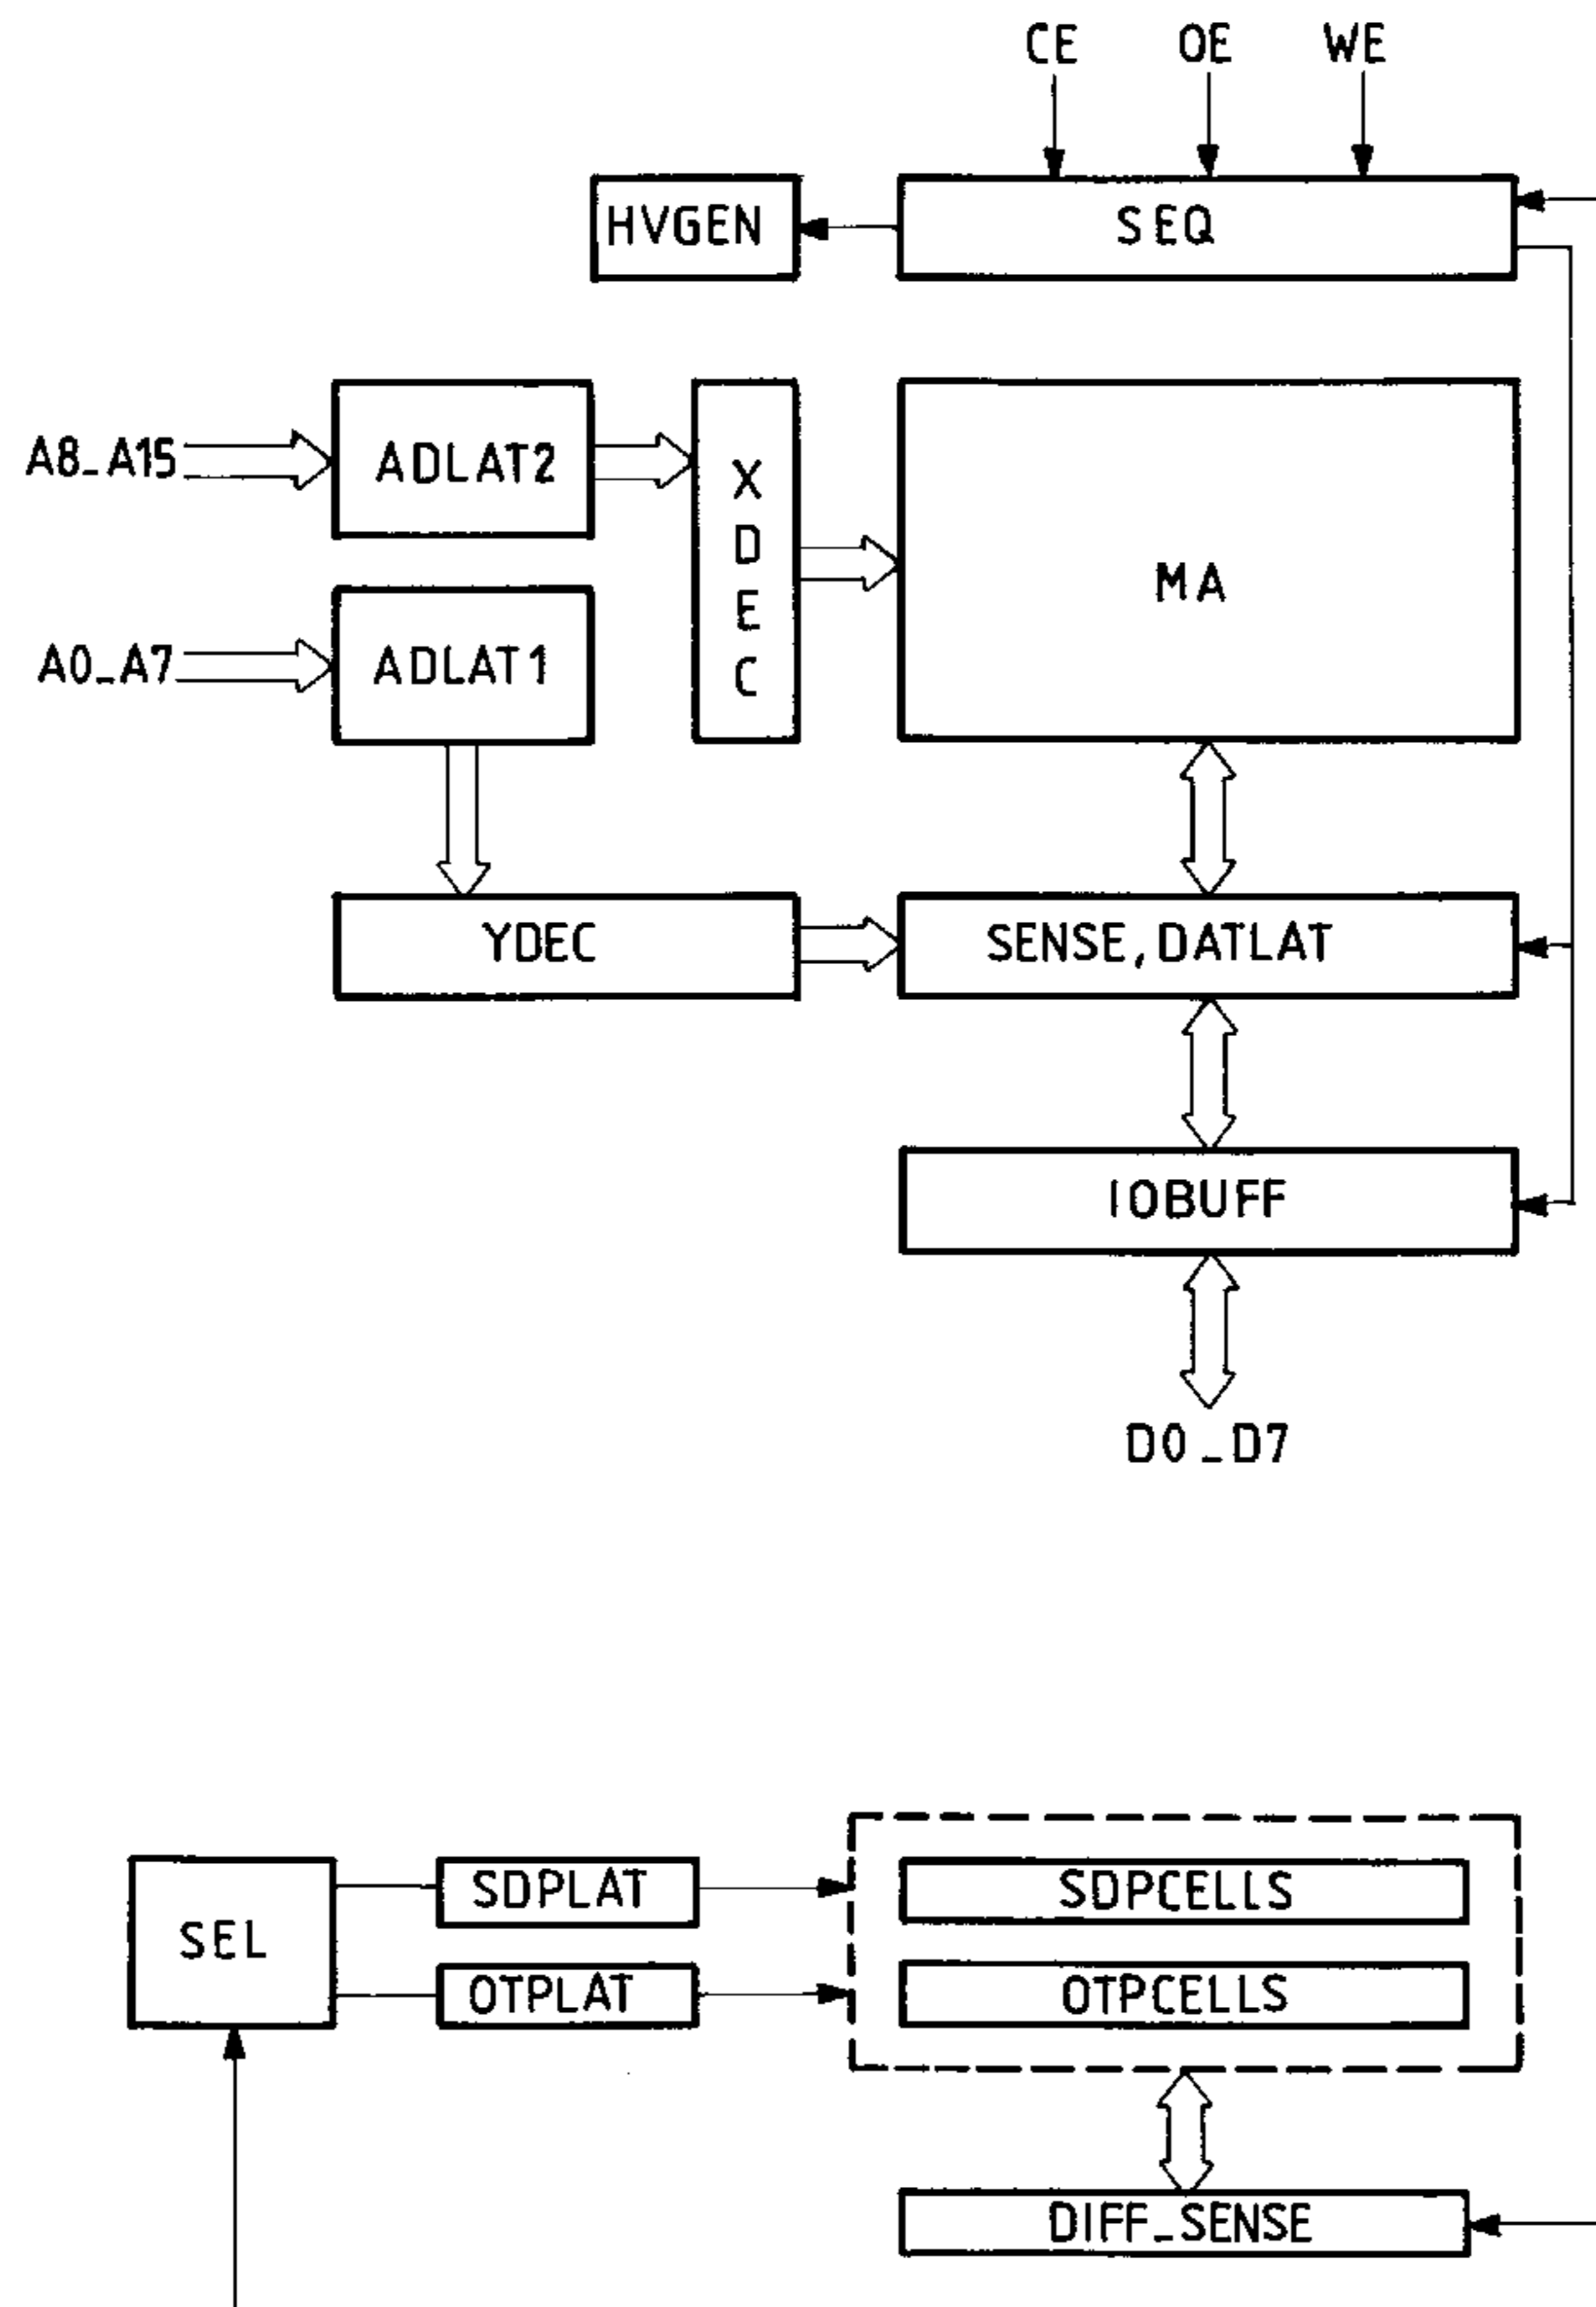 CE OE WE
HVGEN SEQ
A8_A15 ADLAT2
XDEC
MA
A0_A7 ADLAT1
YDEC SENSE, DATLAT
IOBUFF
D0_D7
SEL
SDPLAT SDPCELLS
OTPLAT OTPCELLS
DIFF_SENSE